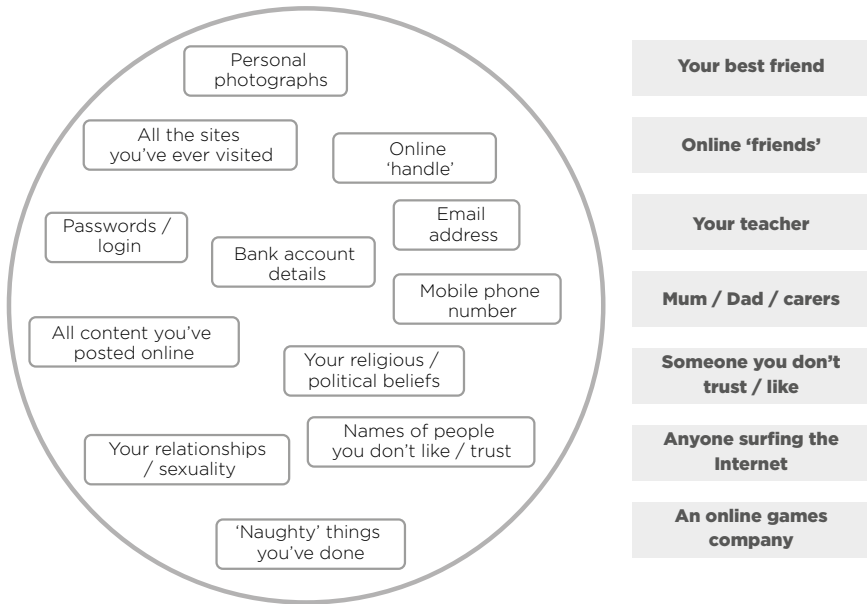 Personal
photographs
All the sites
you've ever visited
Online
‘handle’
Email
address
Passwords /
login
Bank account
details
Mobile phone
number
All content you've
posted online
Your religious /
political beliefs
Names of people
you don't like / trust
Your relationships
/ sexuality
‘Naughty’ things
you've done
Your best friend
Online ‘friends’
Your teacher
Mum / Dad / carers
Someone you don’t
trust / like
Anyone surfing the
Internet
An online games
company